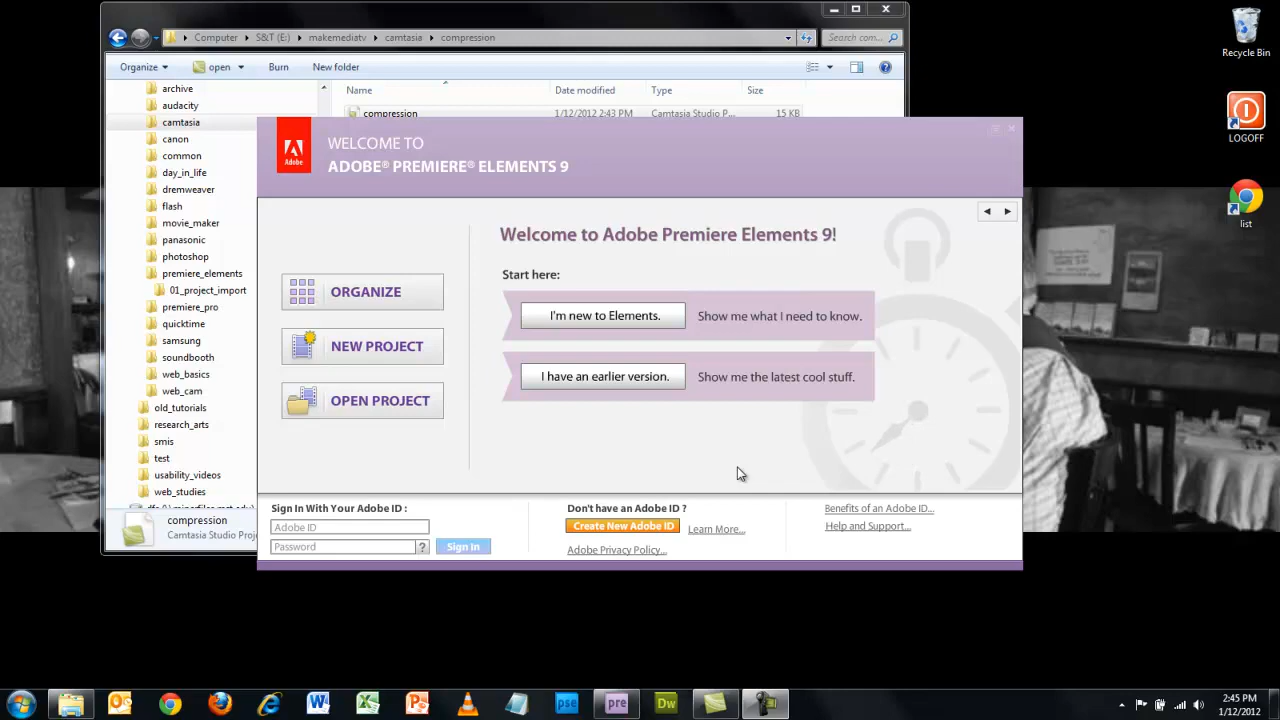 Computer
S&T (E:)
makemediatv
camtasia
compression
Search com...
Organize
open
Burn
New folder
archive
audacity
camtasia
canon
common
day_in_life
dremweaver
flash
movie_maker
panasonic
photoshop
premiere_elements
01_project_import
premiere_pro
quicktime
samsung
soundbooth
web_basics
web_cam
old_tutorials
research_arts
smis
test
usability_videos
web_studies
Name
Date modified
Type
Size
compression
1/12/2012 2:43 PM
Camtasia Studio P...
15 KB
compression
Camtasia Studio Proj
Adobe
WELCOME TO
ADOBE® PREMIERE® ELEMENTS 9
ORGANIZE
NEW PROJECT
OPEN PROJECT
Welcome to Adobe Premiere Elements 9!
Start here:
I'm new to Elements.
Show me what I need to know.
I have an earlier version.
Show me the latest cool stuff.
Sign In With Your Adobe ID :
Adobe ID
Password
?
Sign In
Don't have an Adobe ID ?
Create New Adobe ID
Learn More...
Adobe Privacy Policy...
Benefits of an Adobe ID...
Help and Support...
Recycle Bin
LOGOFF
list
pse
pre
Dw
2:45 PM
1/12/2012